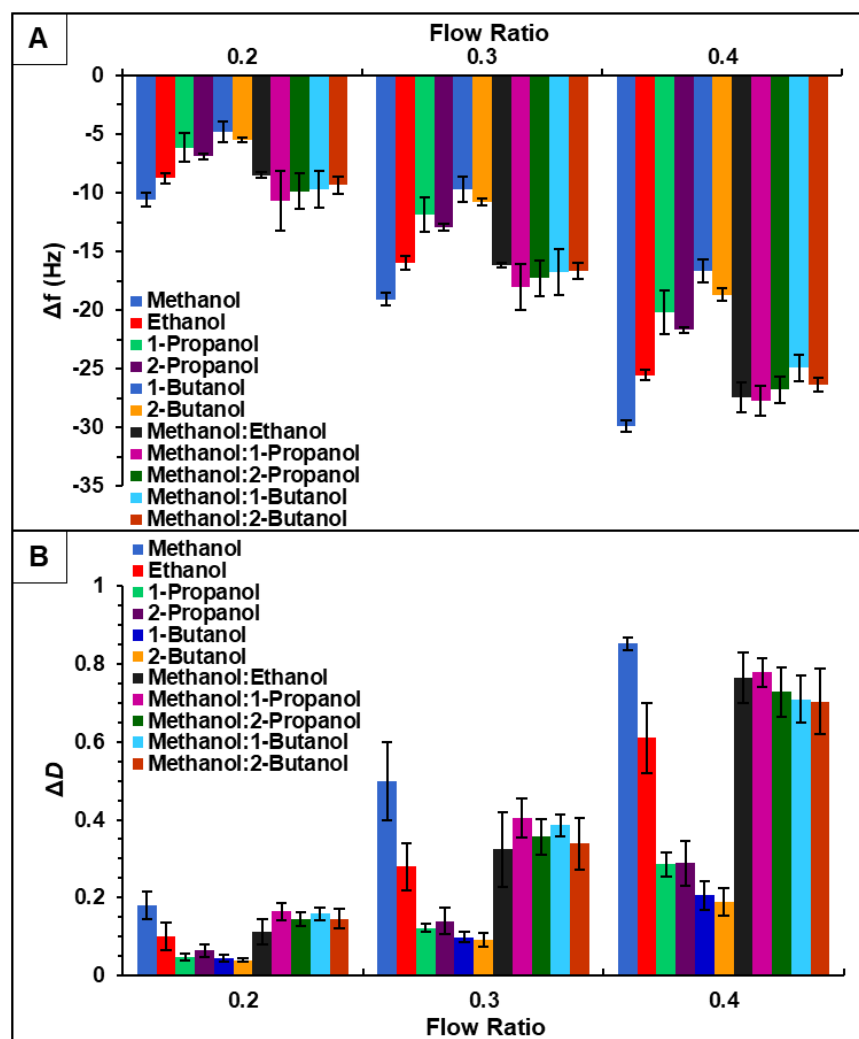 A
Flow Ratio
0.2 0.3 0.4
0
-5
-10
-15
-20
-25
-30
-35
Δf (Hz)
Methanol
Ethanol
1-Propanol
2-Propanol
1-Butanol
2-Butanol
Methanol:Ethanol
Methanol:1-Propanol
Methanol:2-Propanol
Methanol:1-Butanol
Methanol:2-Butanol
B
Methanol
Ethanol
1-Propanol
2-Propanol
1-Butanol
2-Butanol
Methanol:Ethanol
Methanol:1-Propanol
Methanol:2-Propanol
Methanol:1-Butanol
Methanol:2-Butanol
1
0.8
0.6
0.4
0.2
0
ΔD
0.2 0.3 0.4
Flow Ratio